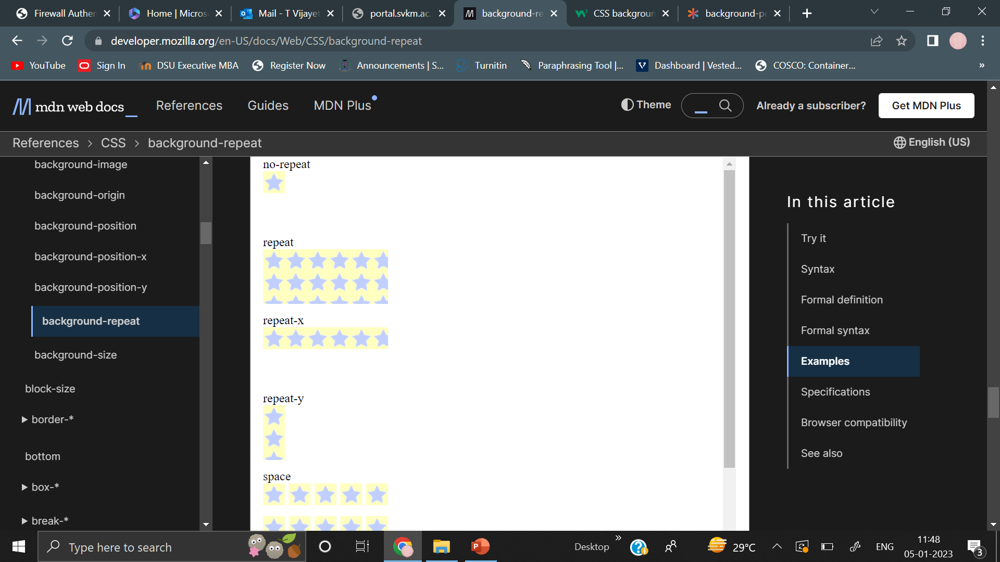 Firewall Authen
Home | Micros
Mail - T Vijayet
portal.svkm.ac.i
background-re
CSS backgroun
background-po
developer.mozilla.org/en-US/docs/Web/CSS/background-repeat
YouTube
Sign In
DSU Executive MBA
Register Now
Announcements | S...
Turnitin
Paraphrasing Tool |...
Dashboard | Vested...
COSCO: Container...
»
mdn web docs_
References
Guides
MDN Plus
Theme
Already a subscriber?
Get MDN Plus
References > CSS > background-repeat
English (US)
background-image
background-origin
background-position
background-position-x
background-position-y
background-repeat
background-size
block-size
border-*
bottom
box-*
break-*
no-repeat
repeat
repeat-x
repeat-y
space
In this article
Try it
Syntax
Formal definition
Formal syntax
Examples
Specifications
Browser compatibility
See also
Type here to search
P
Desktop
»
29°C
ENG
11:48
05-01-2023
3